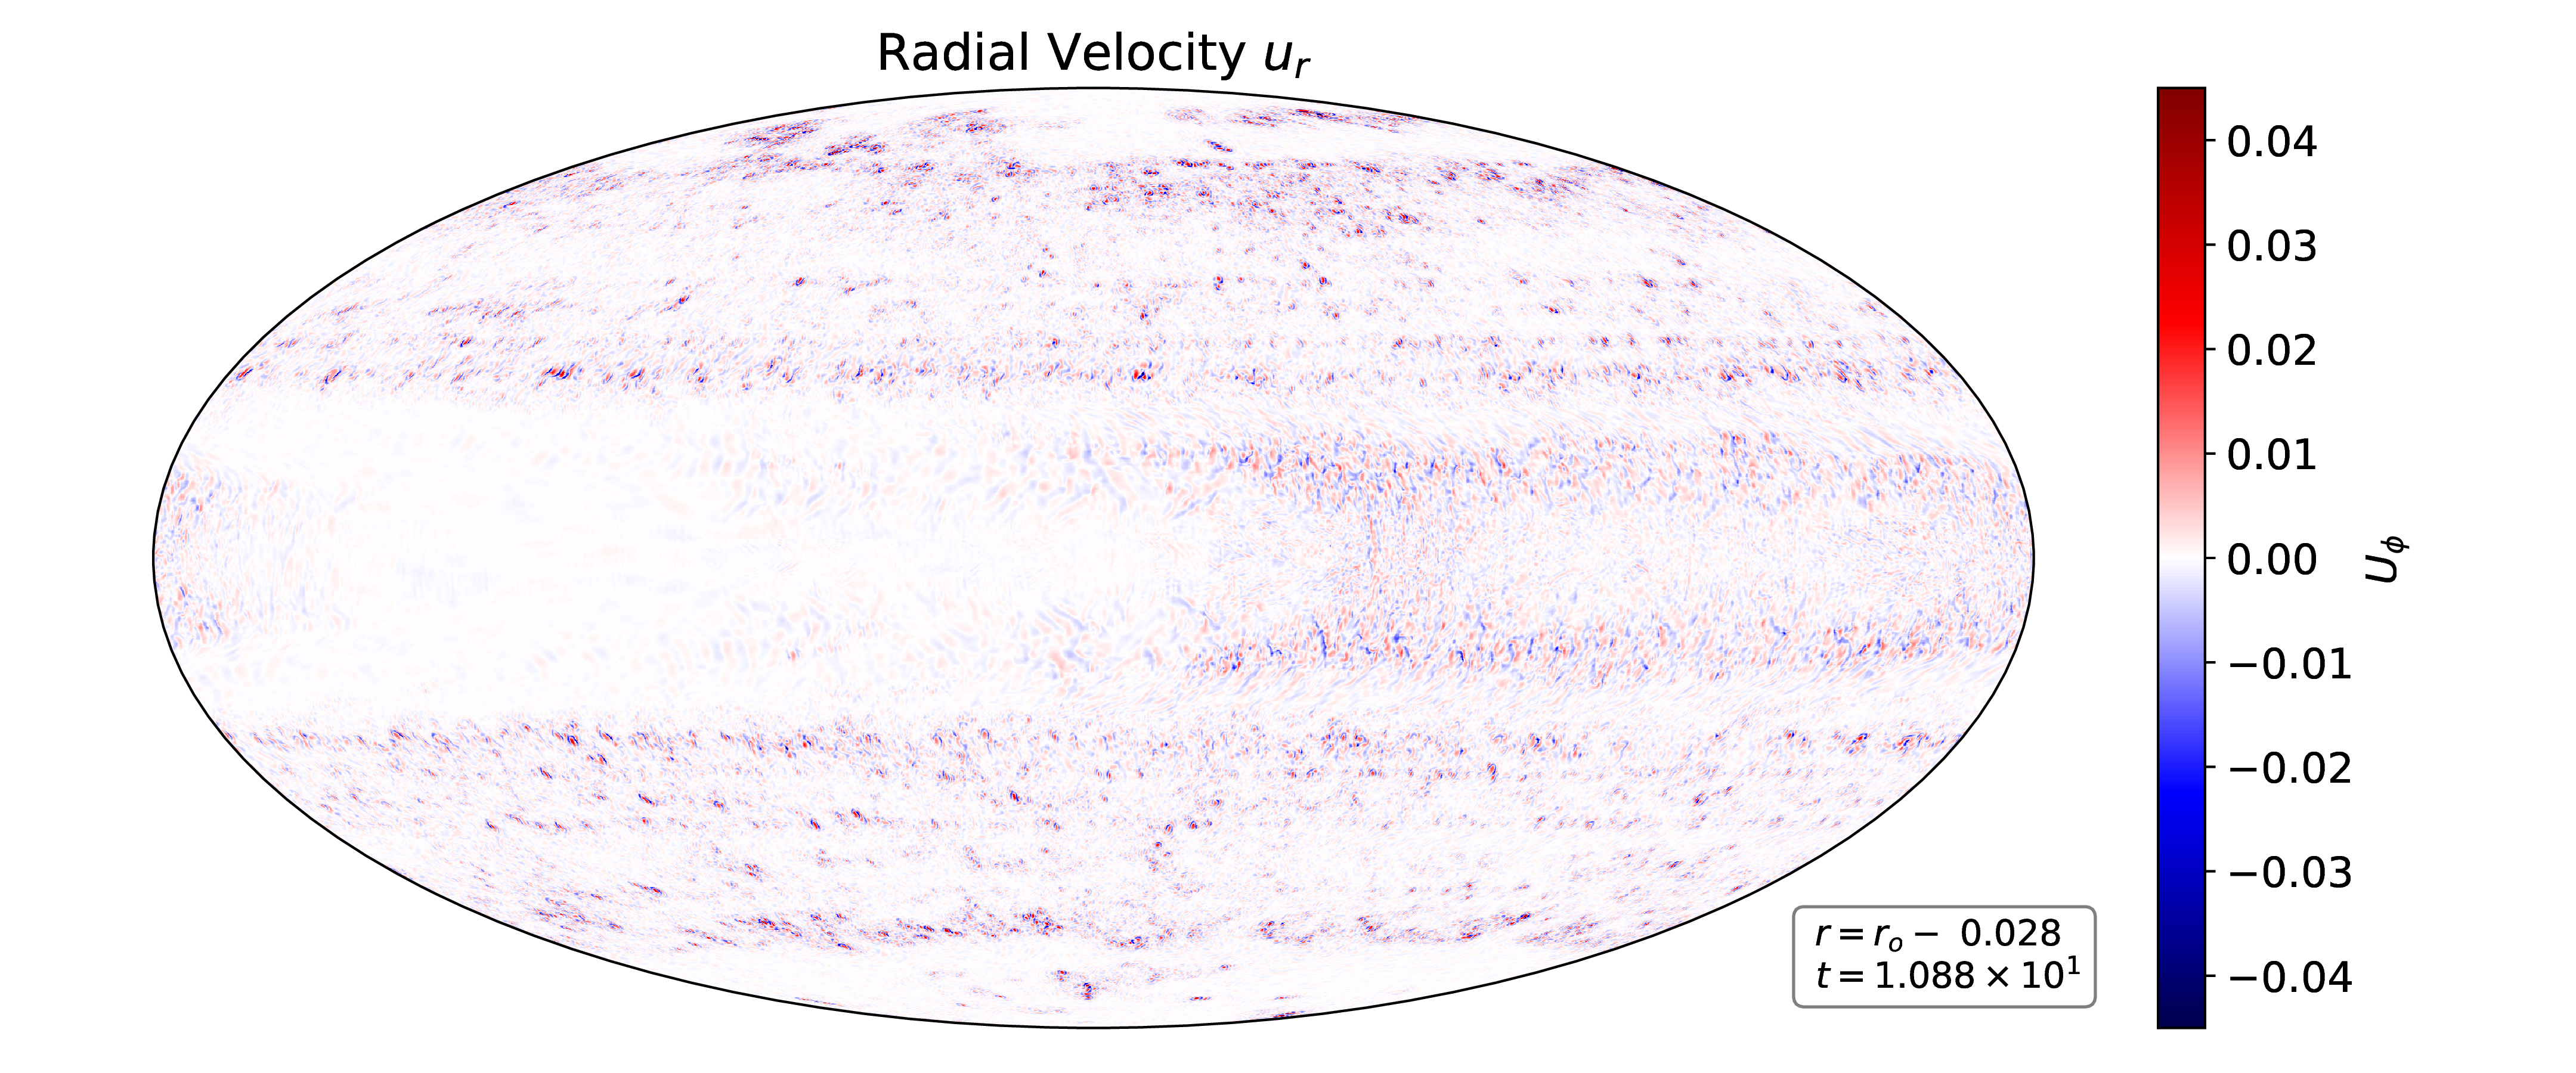 Radial Velocity u_r
0.04
0.03
0.02
0.01
0.00
−0.01
−0.02
−0.03
−0.04
U_ϕ
r = r_o − 0.028
t = 1.088 × 10^1